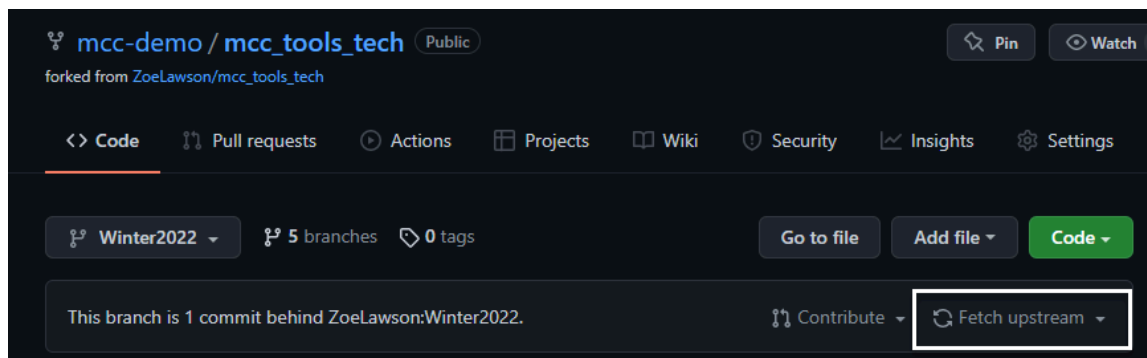 mcc-demo / mcc_tools_tech Public Pin Watch
forked from ZoeLawson/mcc_tools_tech
<> Code Pull requests Actions Projects Wiki Security Insights Settings
Winter2022 5 branches 0 tags Go to file Add file Code
This branch is 1 commit behind ZoeLawson:Winter2022. Contribute Fetch upstream